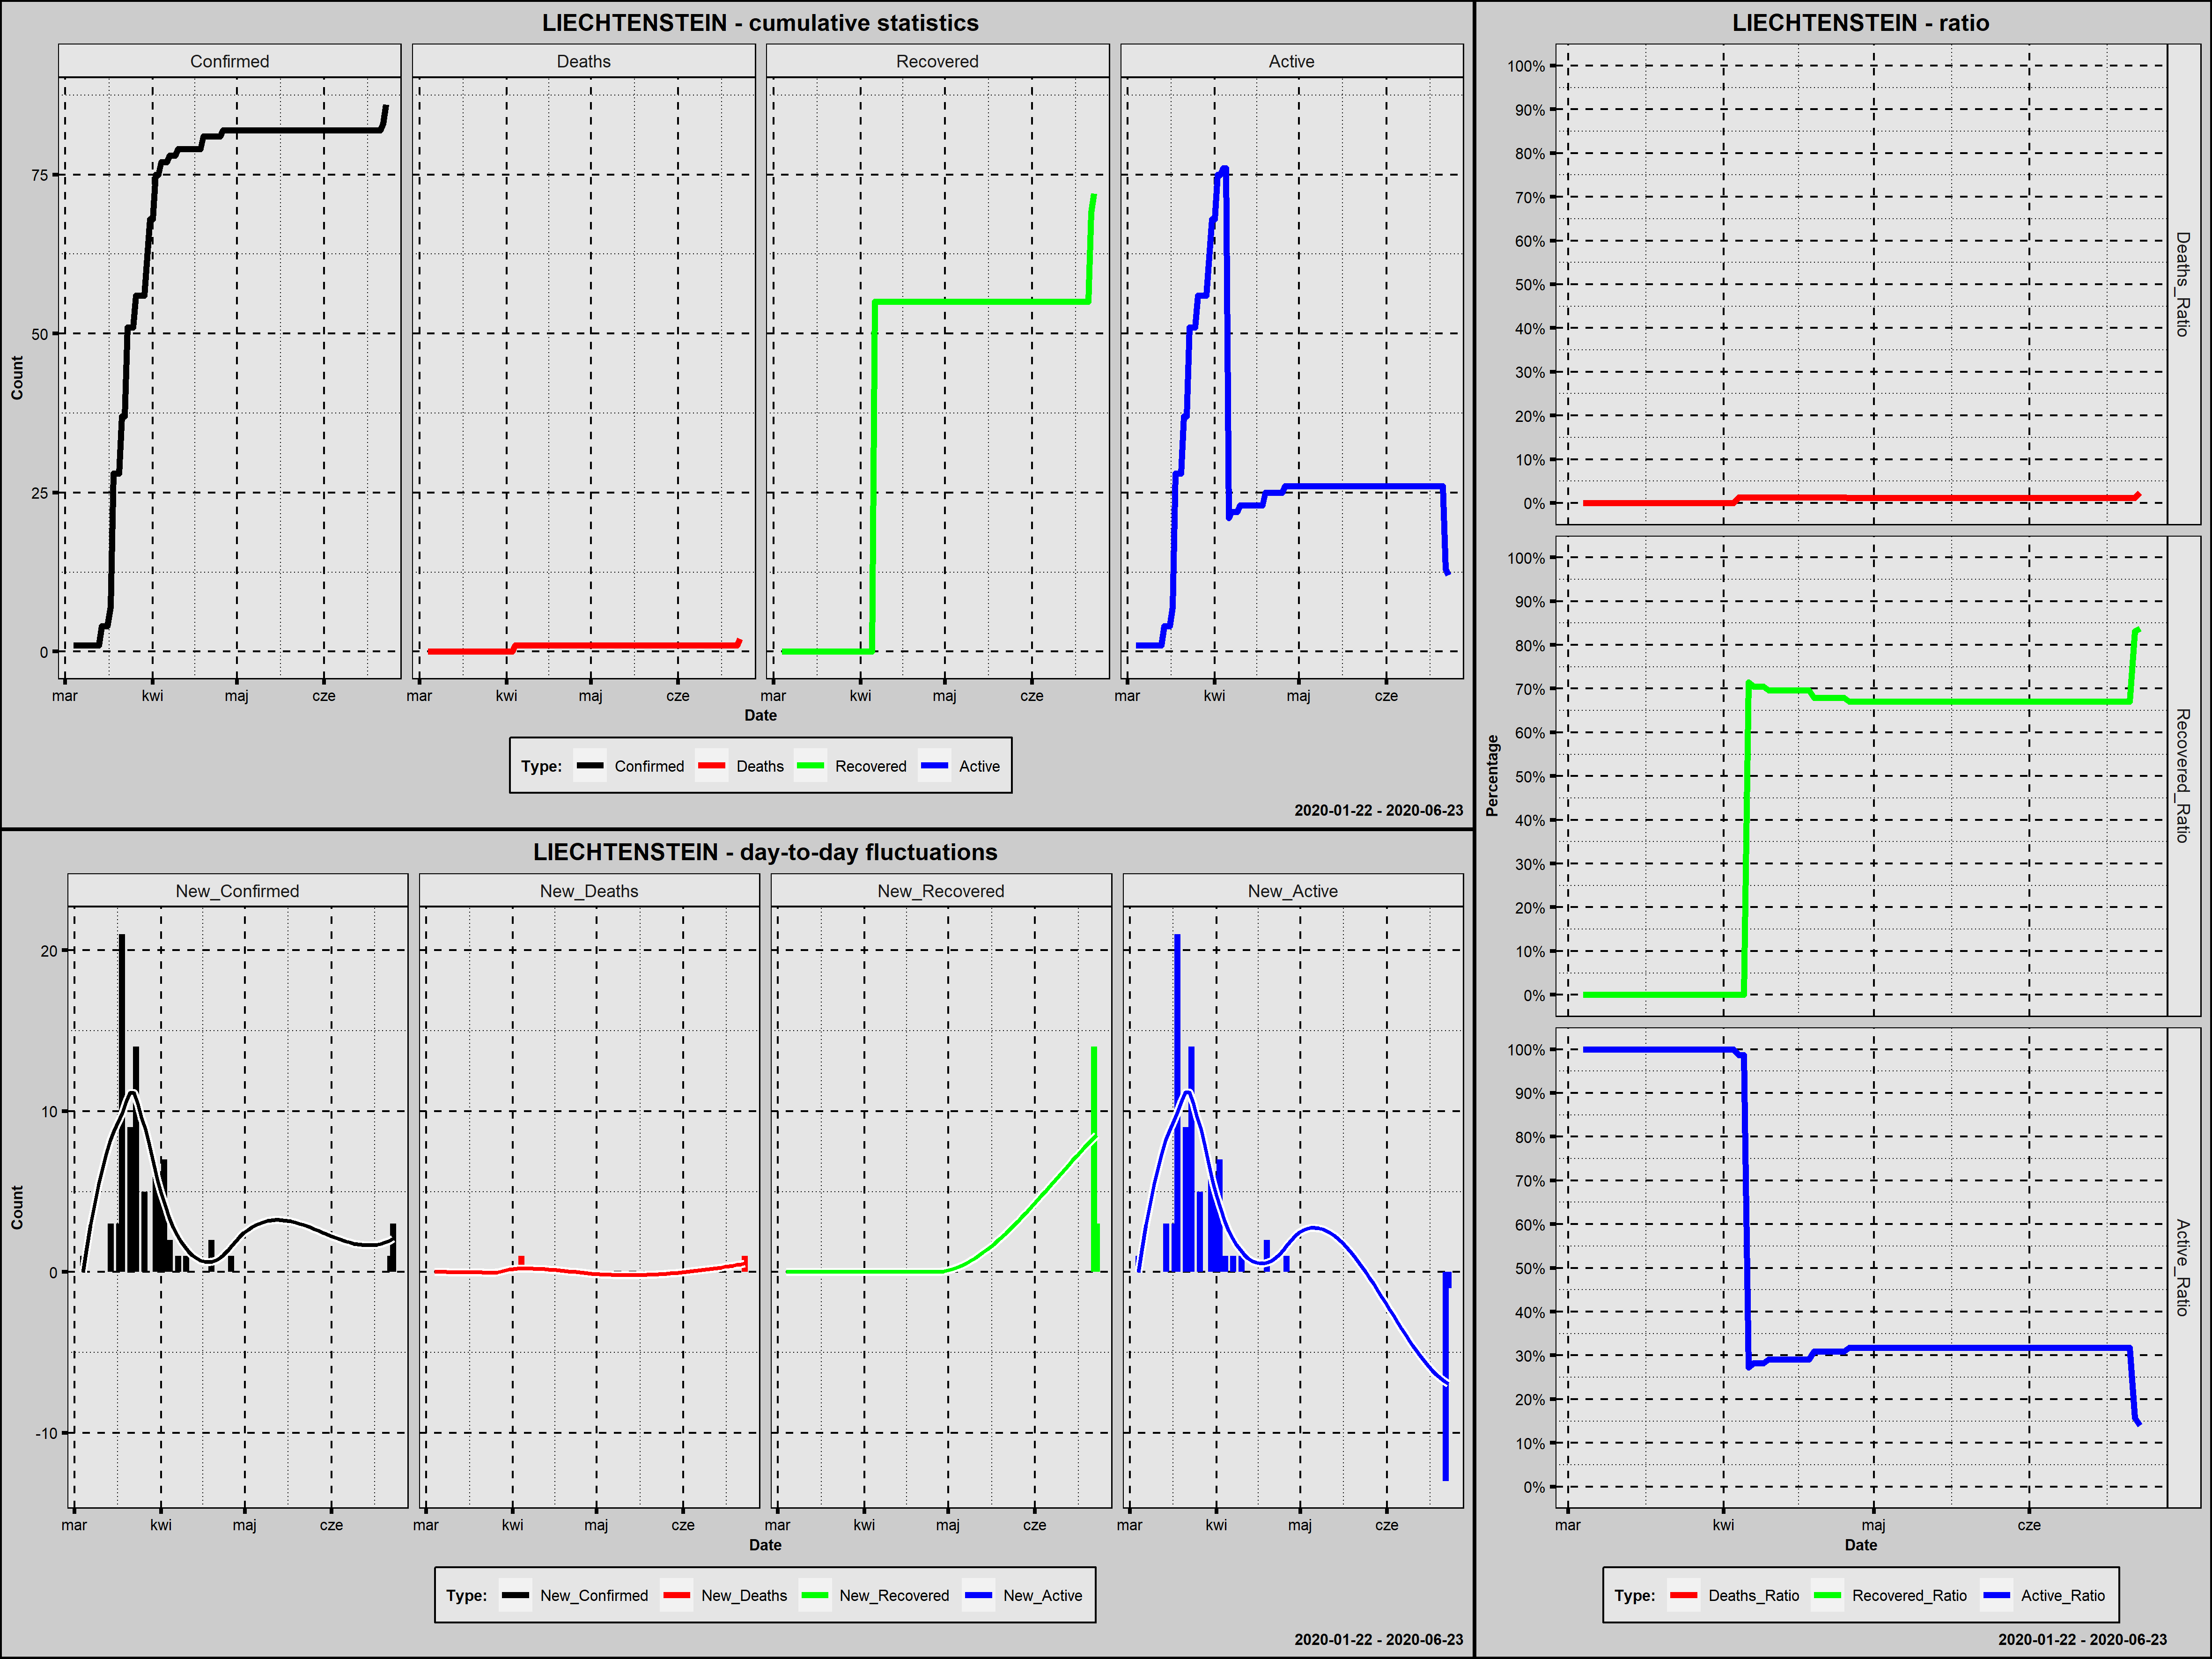 LIECHTENSTEIN - cumulative statistics
Confirmed Deaths Recovered Active
Count
75
50
25
0
mar kwi maj cze mar kwi maj cze mar kwi maj cze mar kwi maj cze
Date
Type: Confirmed Deaths Recovered Active
2020-01-22 - 2020-06-23
LIECHTENSTEIN - day-to-day fluctuations
New_Confirmed New_Deaths New_Recovered New_Active
Count
20
10
0
-10
mar kwi maj cze mar kwi maj cze mar kwi maj cze mar kwi maj cze
Date
Type: New_Confirmed New_Deaths New_Recovered New_Active
2020-01-22 - 2020-06-23
LIECHTENSTEIN - ratio
Percentage
100%
90%
80%
70%
60%
50%
40%
30%
20%
10%
0%
Deaths_Ratio
100%
90%
80%
70%
60%
50%
40%
30%
20%
10%
0%
Recovered_Ratio
100%
90%
80%
70%
60%
50%
40%
30%
20%
10%
0%
Active_Ratio
mar kwi maj cze
Date
Type: Deaths_Ratio Recovered_Ratio Active_Ratio
2020-01-22 - 2020-06-23